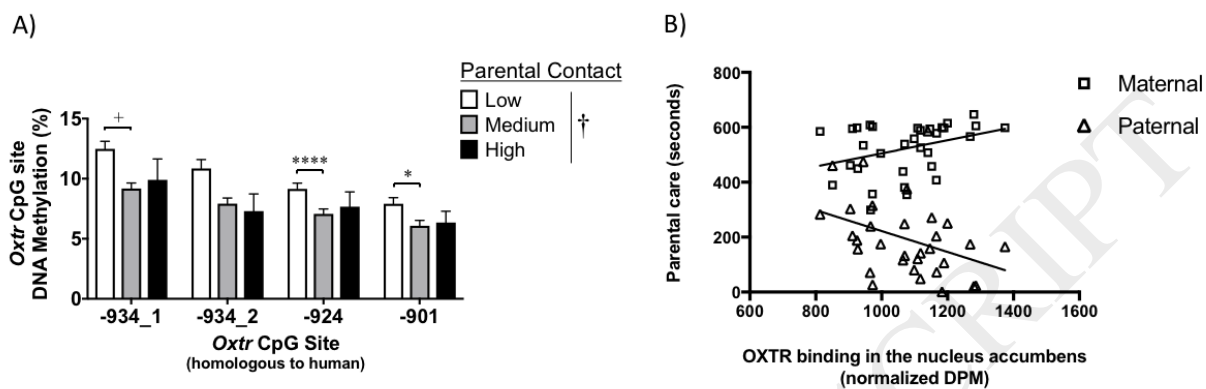 A)
Parental Contact
Low
Medium
High
†
Oxtr CpG site
DNA Methylation (%)
15
10
5
0
+
****
*
-934_1
-934_2
-924
-901
Oxtr CpG Site
(homologous to human)
B)
Maternal
Paternal
Parental care (seconds)
800
600
400
200
0
600
800
1000
1200
1400
1600
OXTR binding in the nucleus accumbens
(normalized DPM)
CRIPT